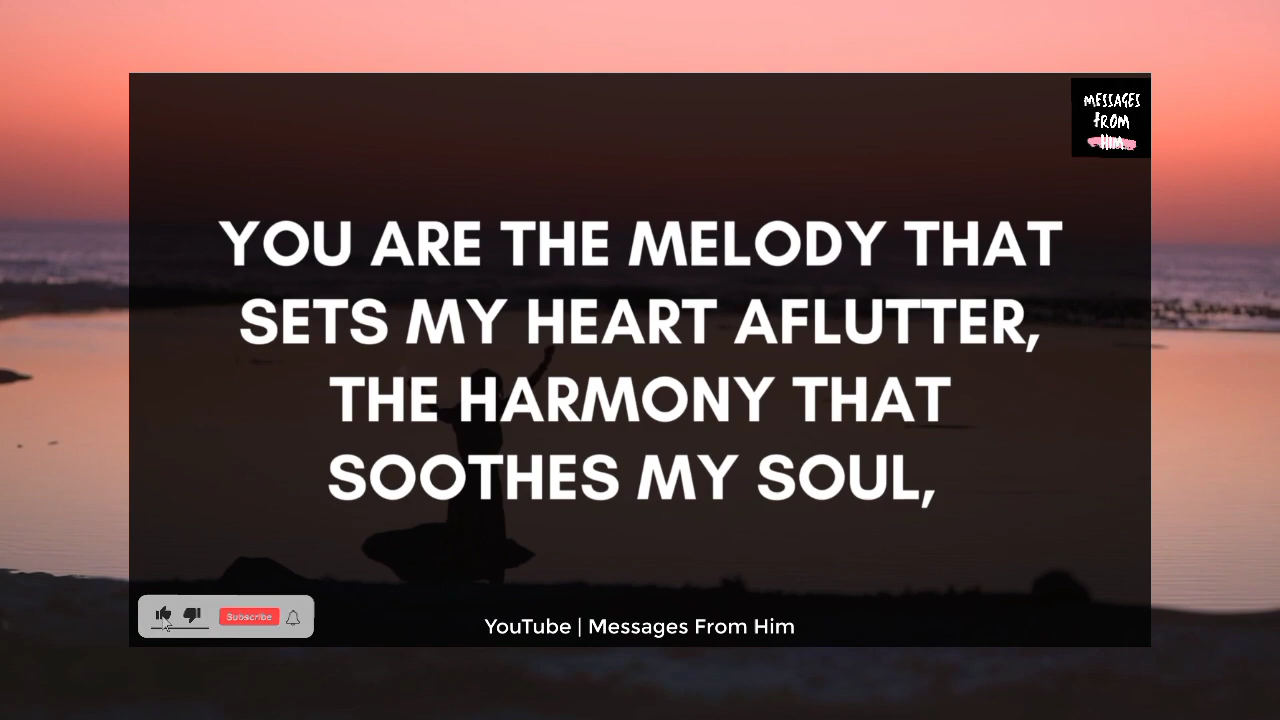 MESSAGES
FROM
HIM
YOU ARE THE MELODY THAT
SETS MY HEART AFLUTTER,
THE HARMONY THAT
SOOTHES MY SOUL,
Subscribe
YouTube | Messages From Him